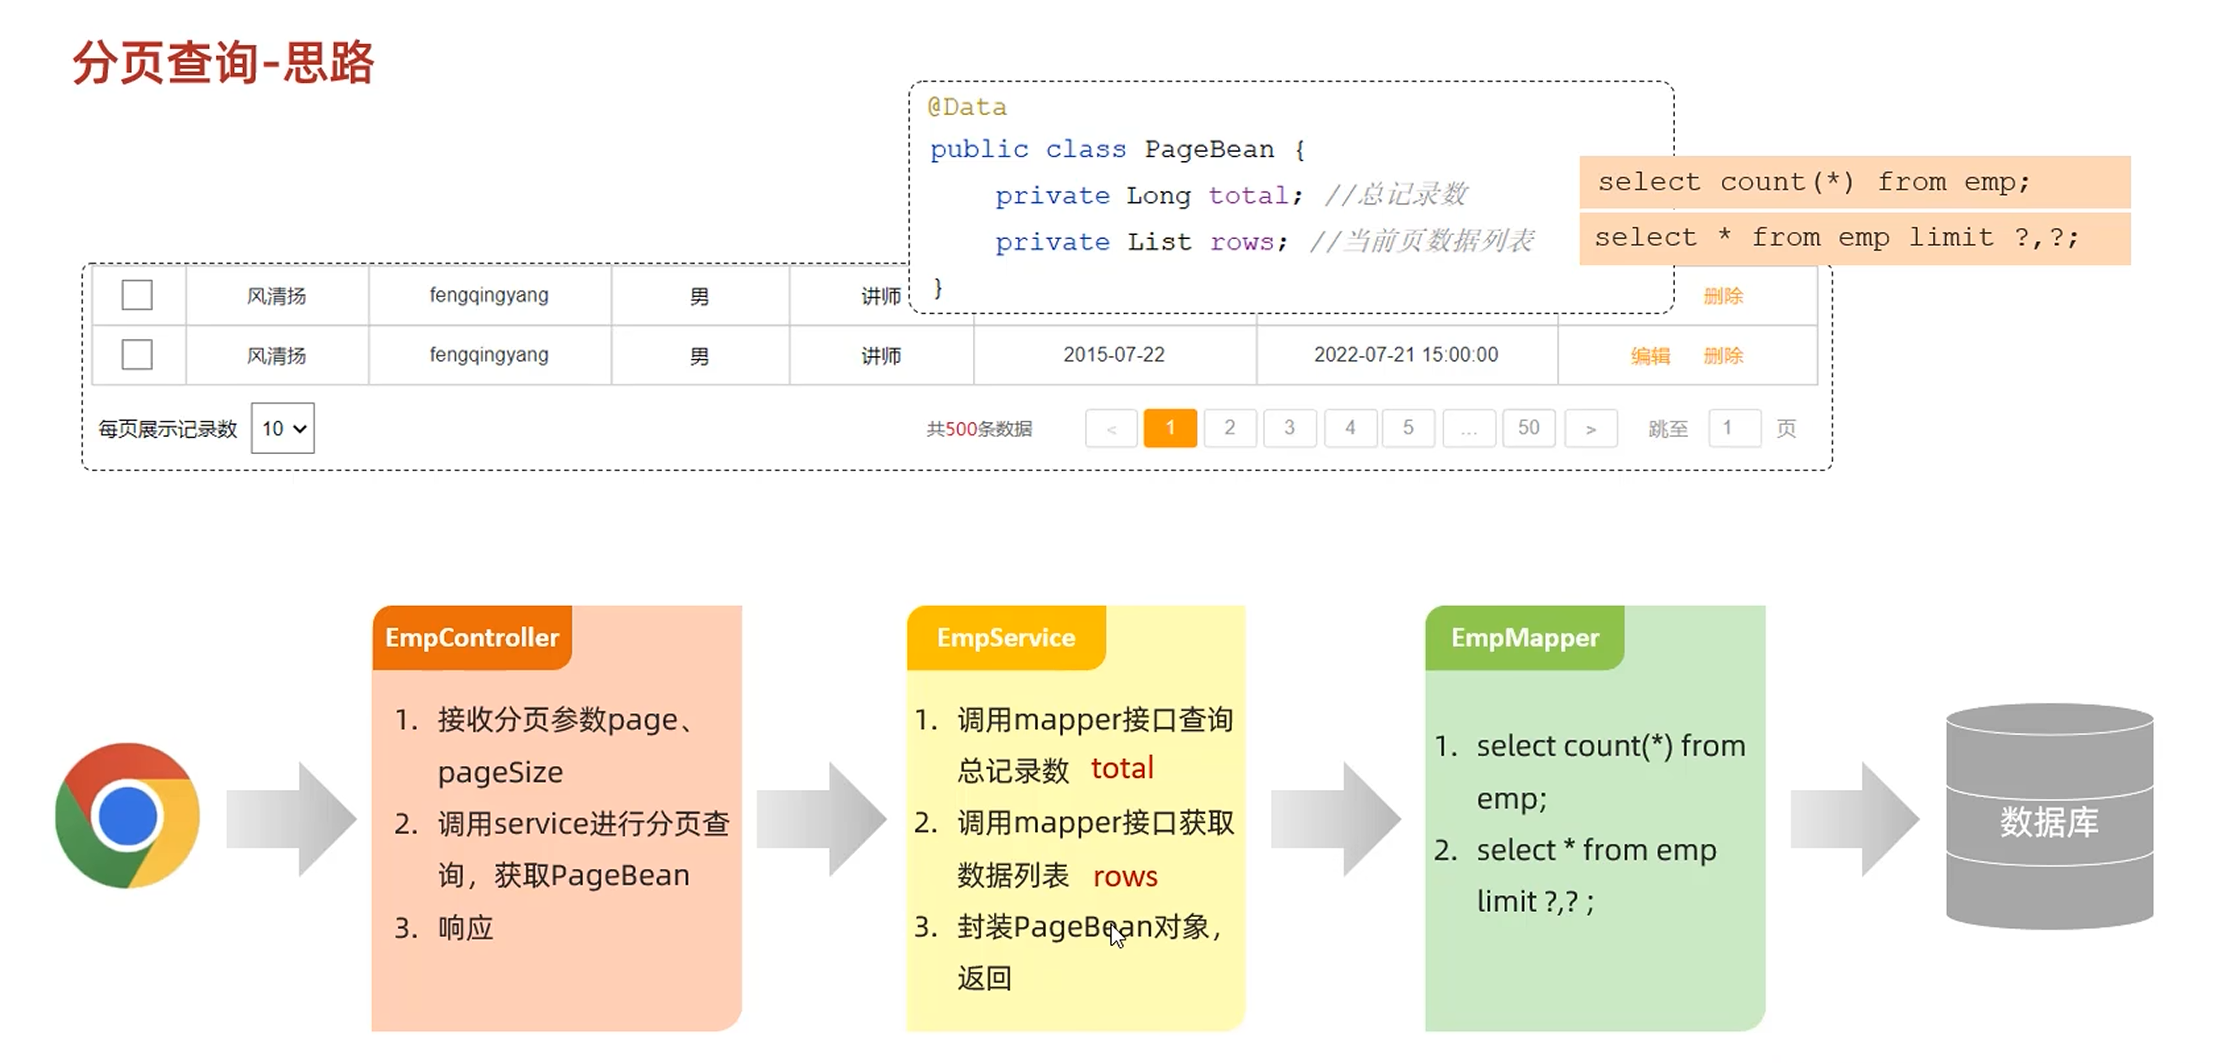 分页查询-思路
@Data
public class PageBean {
private Long total; //总记录数
private List rows; //当前页数据列表
}
select count(*) from emp;
select * from emp limit ?,?;
风清扬 fengqingyang 男 讲师 删除
风清扬 fengqingyang 男 讲师 2015-07-22 2022-07-21 15:00:00 编辑 删除
每页展示记录数 10 共500条数据 < 1 2 3 4 5 ... 50 > 跳至 1 页
EmpController
1. 接收分页参数page、
pageSize
2. 调用service进行分页查
询，获取PageBean
3. 响应
EmpService
1. 调用mapper接口查询
总记录数 total
2. 调用mapper接口获取
数据列表 rows
3. 封装PageBean对象，
返回
EmpMapper
1. select count(*) from
emp;
2. select * from emp
limit ?,? ;
数据库